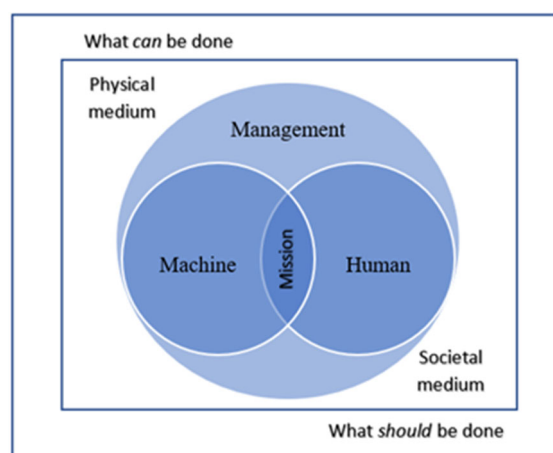 What can be done
Physical
medium
Management
Machine
Mission
Human
Societal
medium
What should be done